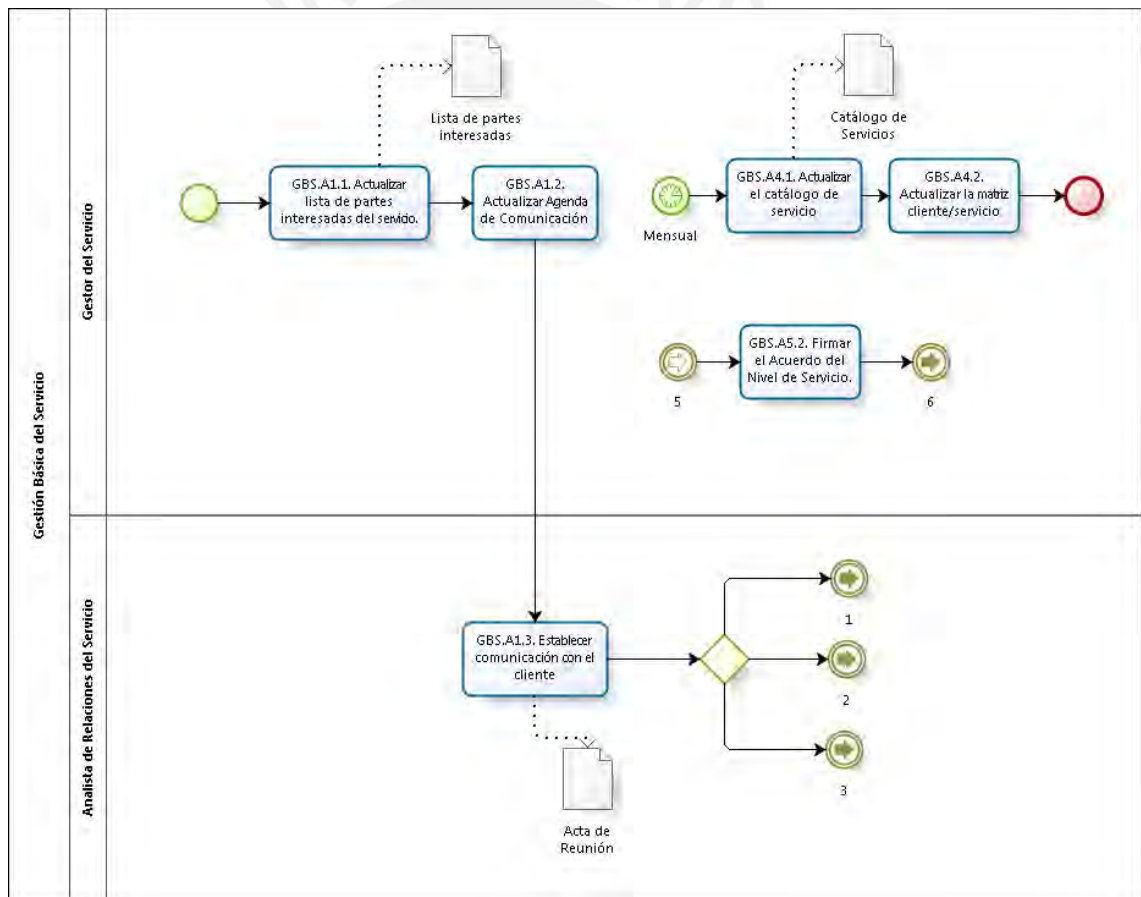 Gestión Básica del Servicio
Gestor del Servicio
Lista de partes
interesadas
Catálogo de
Servicios
GBS.A1.1. Actualizar
lista de partes
interesadas del servicio.
GBS.A1.2.
Actualizar Agenda
de Comunicación
Mensual
GBS.A4.1. Actualizar
el catálogo de
servicio
GBS.A4.2.
Actualizar la matriz
cliente/servicio
5
GBS.A5.2. Firmar
el Acuerdo del
Nivel de Servicio.
6
Analista de Relaciones del Servicio
GBS.A1.3. Establecer
comunicación con el
cliente
1
2
3
Acta de
Reunión